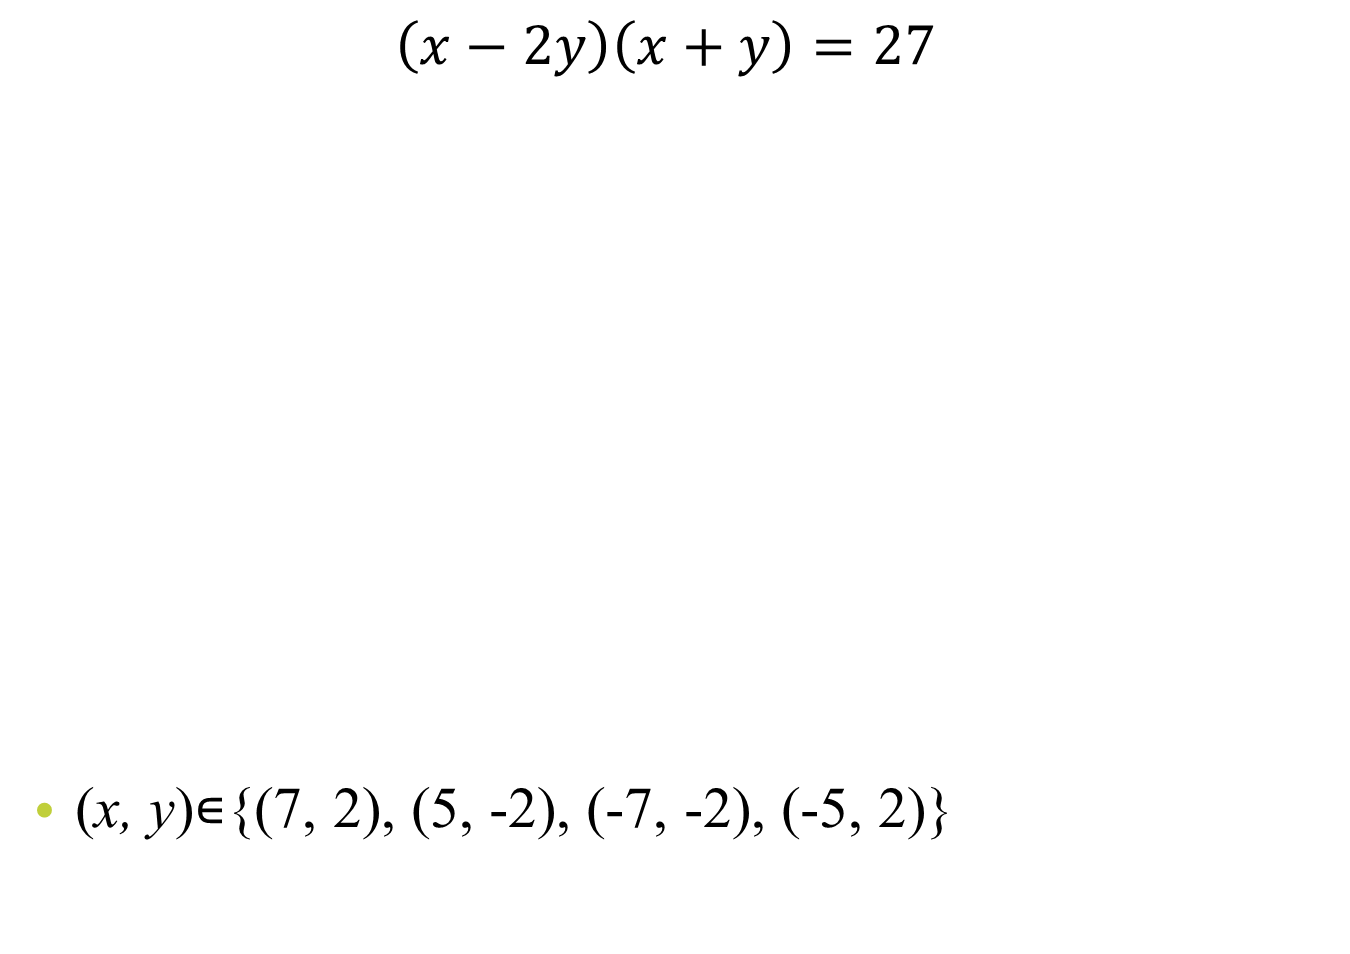 (x − 2y)(x + y) = 27
• (x, y)∈{(7, 2), (5, -2), (-7, -2), (-5, 2)}